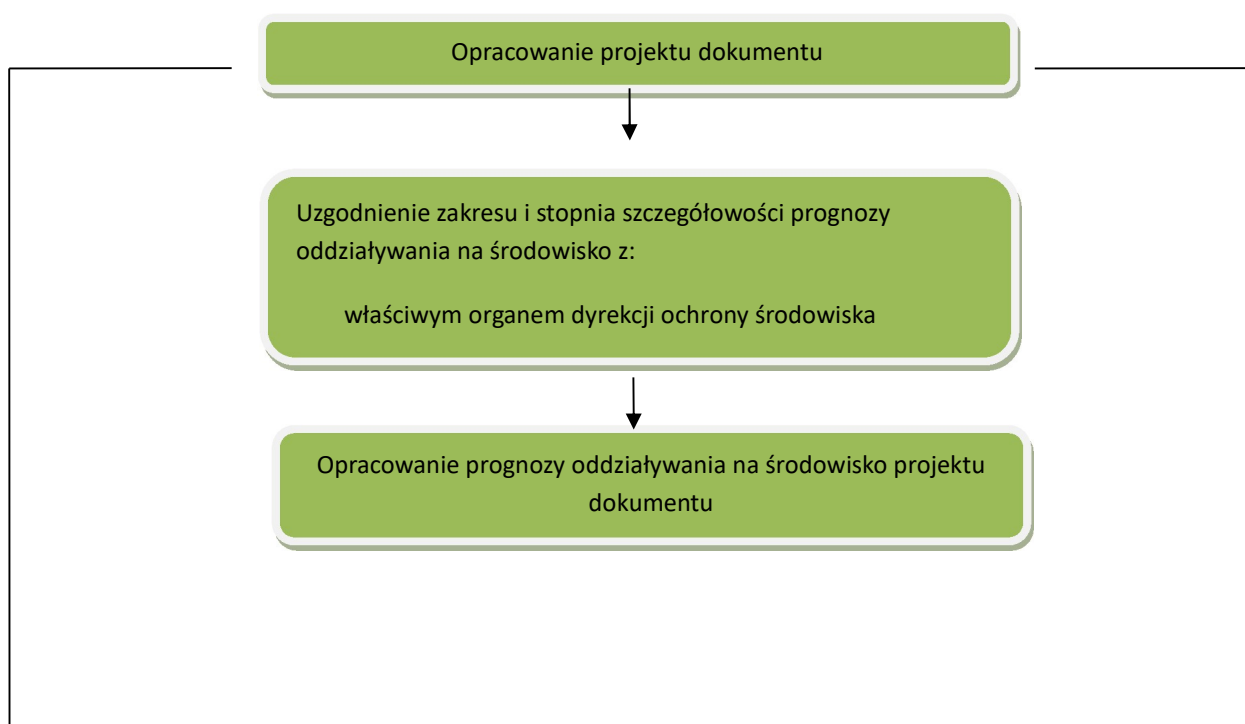 Opracowanie projektu dokumentu
Uzgodnienie zakresu i stopnia szczegółowości prognozy
oddziaływania na środowisko z:
właściwym organem dyrekcji ochrony środowiska
Opracowanie prognozy oddziaływania na środowisko projektu
dokumentu